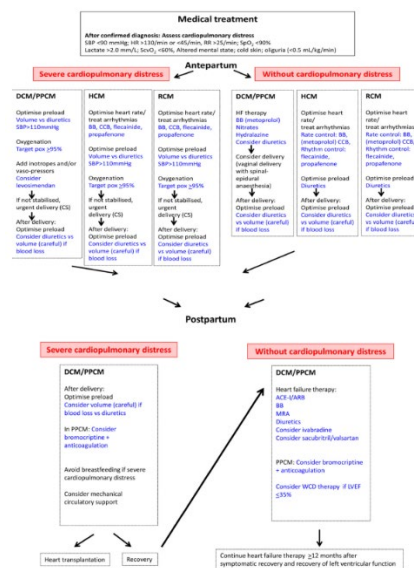 Medical treatment
After confirmed diagnosis: Assess cardiopulmonary distress
SBP <90 mmHg; HR >130/min or <45/min, RR >25/min; SpO₂ <90%
Lactate >2.0 mm/L; ScvO₂ <60%, Altered mental state; cold skin; oliguria (<0.5 mL/kg/min)
Antepartum
Severe cardiopulmonary distress
DCM/PPCM
Optimise preload
Volume vs diuretics
SBP>110mmHg
Oxygenation
Target pox ≥95%
Add inotropes and/or
vaso-pressors
Consider
levosimendan
If not stabilised,
urgent delivery (CS)
After delivery:
Optimise preload
Consider diuretics vs
volume (careful) if
blood loss
HCM
Optimise heart rate/
treat arrhythmias
BB, CCB, flecainide,
propafenone
Optimise preload
Volume vs diuretics
SBP>110mmHg
Oxygenation
Target pox ≥95%
If not stabilised,
urgent
delivery (CS)
After delivery:
Optimise preload
Consider diuretics vs
volume (careful) if
blood loss
RCM
Optimise heart rate/
treat arrhythmias
BB, CCB, flecainide,
propafenone
Optimise preload
Volume vs diuretics
SBP>110mmHg
Oxygenation
Target pox ≥95%
If not stabilised,
urgent
delivery (CS)
After delivery:
Optimise preload
Consider diuretics vs
volume (careful) if
blood loss
Without cardiopulmonary distress
DCM/PPCM
HF therapy
BB (metoprolol)
Nitrates
Hydralazine
Consider diuretics
Consider delivery
(vaginal delivery
with spinal-
epidural
anaesthesia)
After delivery:
Optimise preload
Consider diuretics
vs volume (careful)
if blood loss
HCM
Optimise heart rate/
treat arrhythmias
Rate control: BB,
(metoprolol) CCB,
Rhythm control:
flecainide,
propenone
Optimise preload
Diuretics
After delivery:
Optimise preload
Consider diuretics
vs volume (careful)
if blood loss
RCM
Optimise heart
rate/
treat arrhythmias
Rate control: BB,
(metoprolol) CCB,
Rhythm control:
flecainide,
propafenone
Optimise preload
Diuretics
After delivery:
Optimise preload
Consider diuretics
vs volume (careful)
if blood loss
Postpartum
Severe cardiopulmonary distress
DCM/PPCM
After delivery:
Optimise preload
Consider volume (careful) if
blood loss vs diuretics
In PPCM: Consider
bromocriptine +
anticoagulation
Avoid breastfeeding if severe
cardiopulmonary distress
Consider mechanical
circulatory support
Heart transplantation
Recovery
Without cardiopulmonary distress
DCM/PPCM
Heart failure therapy:
ACE-I/ARB
BB
MRA
Diuretics
Consider ivabradine
Consider sacubritil/valsartan
PPCM: Consider bromocriptine
+ anticoagulation
Consider WCD therapy if LVEF
≤35%
Continue heart failure therapy ≥12 months after
symptomatic recovery and recovery of left ventricular function